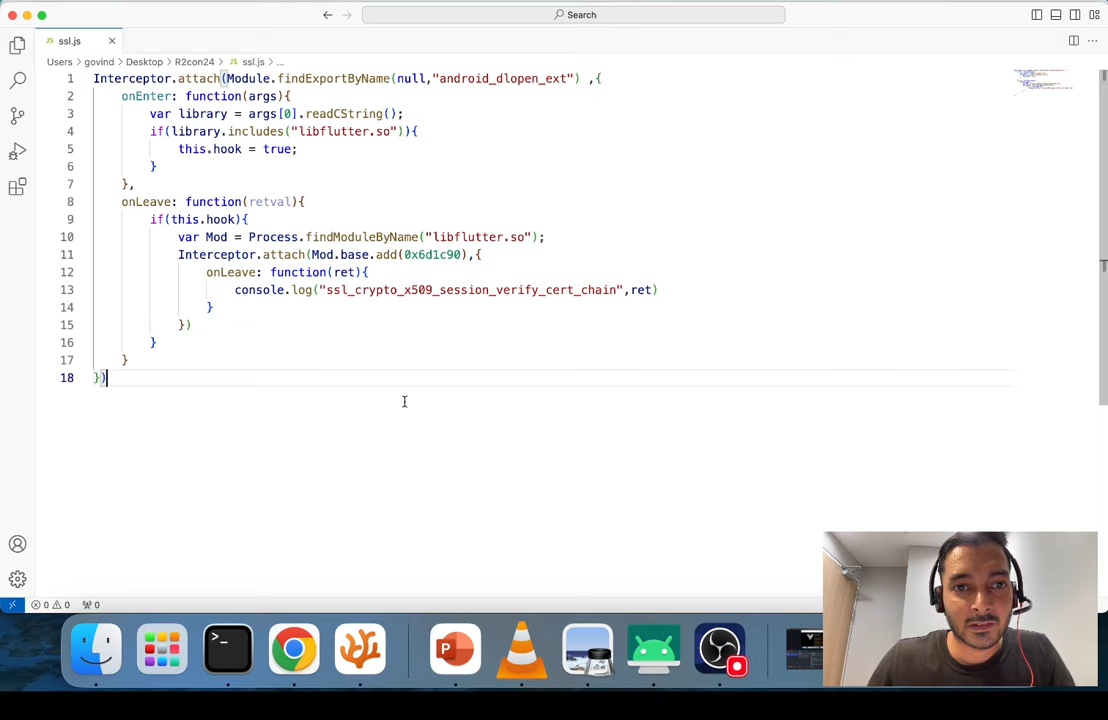 Search
JS ssl.js
Users > govind > Desktop > R2con24 > JS ssl.js > ...
1 Interceptor.attach(Module.findExportByName(null,"android_dlopen_ext") ,{
2 onEnter: function(args){
3 var library = args[0].readCString();
4 if(library.includes("libflutter.so")){
5 this.hook = true;
6 }
7 },
8 onLeave: function(retval){
9 if(this.hook){
10 var Mod = Process.findModuleByName("libflutter.so");
11 Interceptor.attach(Mod.base.add(0x6d1c90),{
12 onLeave: function(ret){
13 console.log("ssl_crypto_x509_session_verify_cert_chain",ret)
14 }
15 })
16 }
17 }
18 })
0 0 0
>_
P